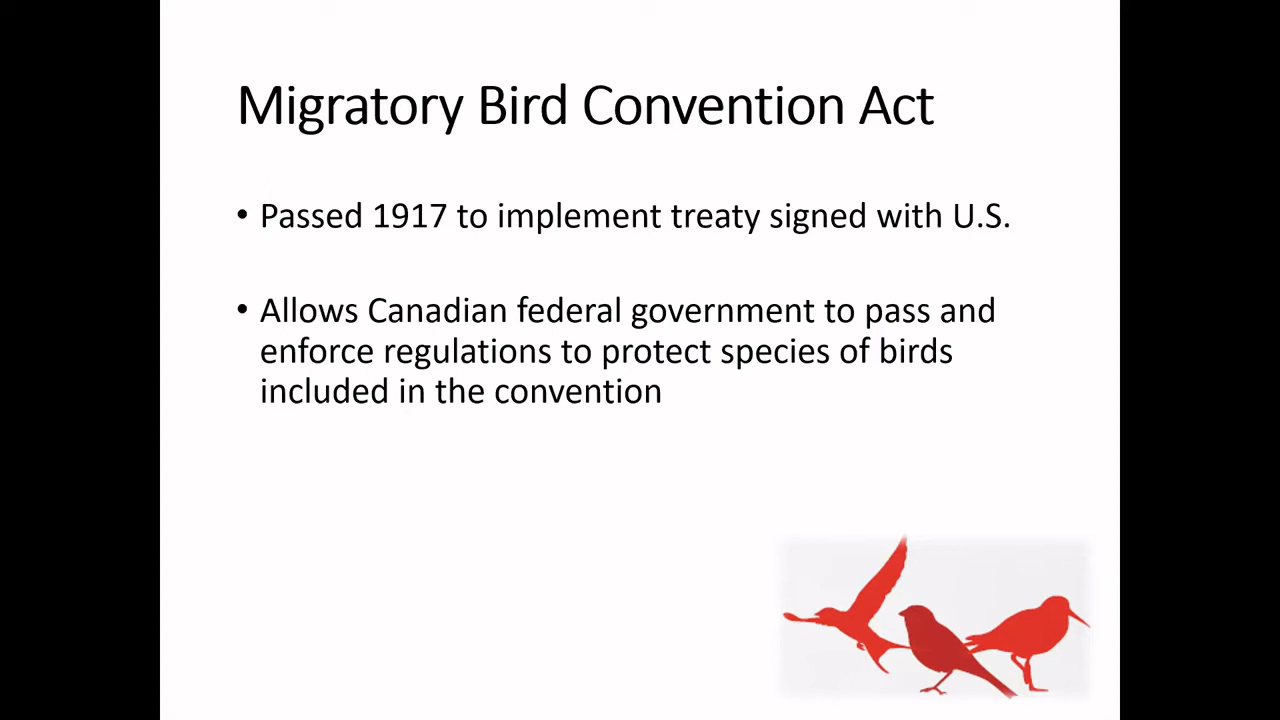 Migratory Bird Convention Act
• Passed 1917 to implement treaty signed with U.S.
• Allows Canadian federal government to pass and
enforce regulations to protect species of birds
included in the convention